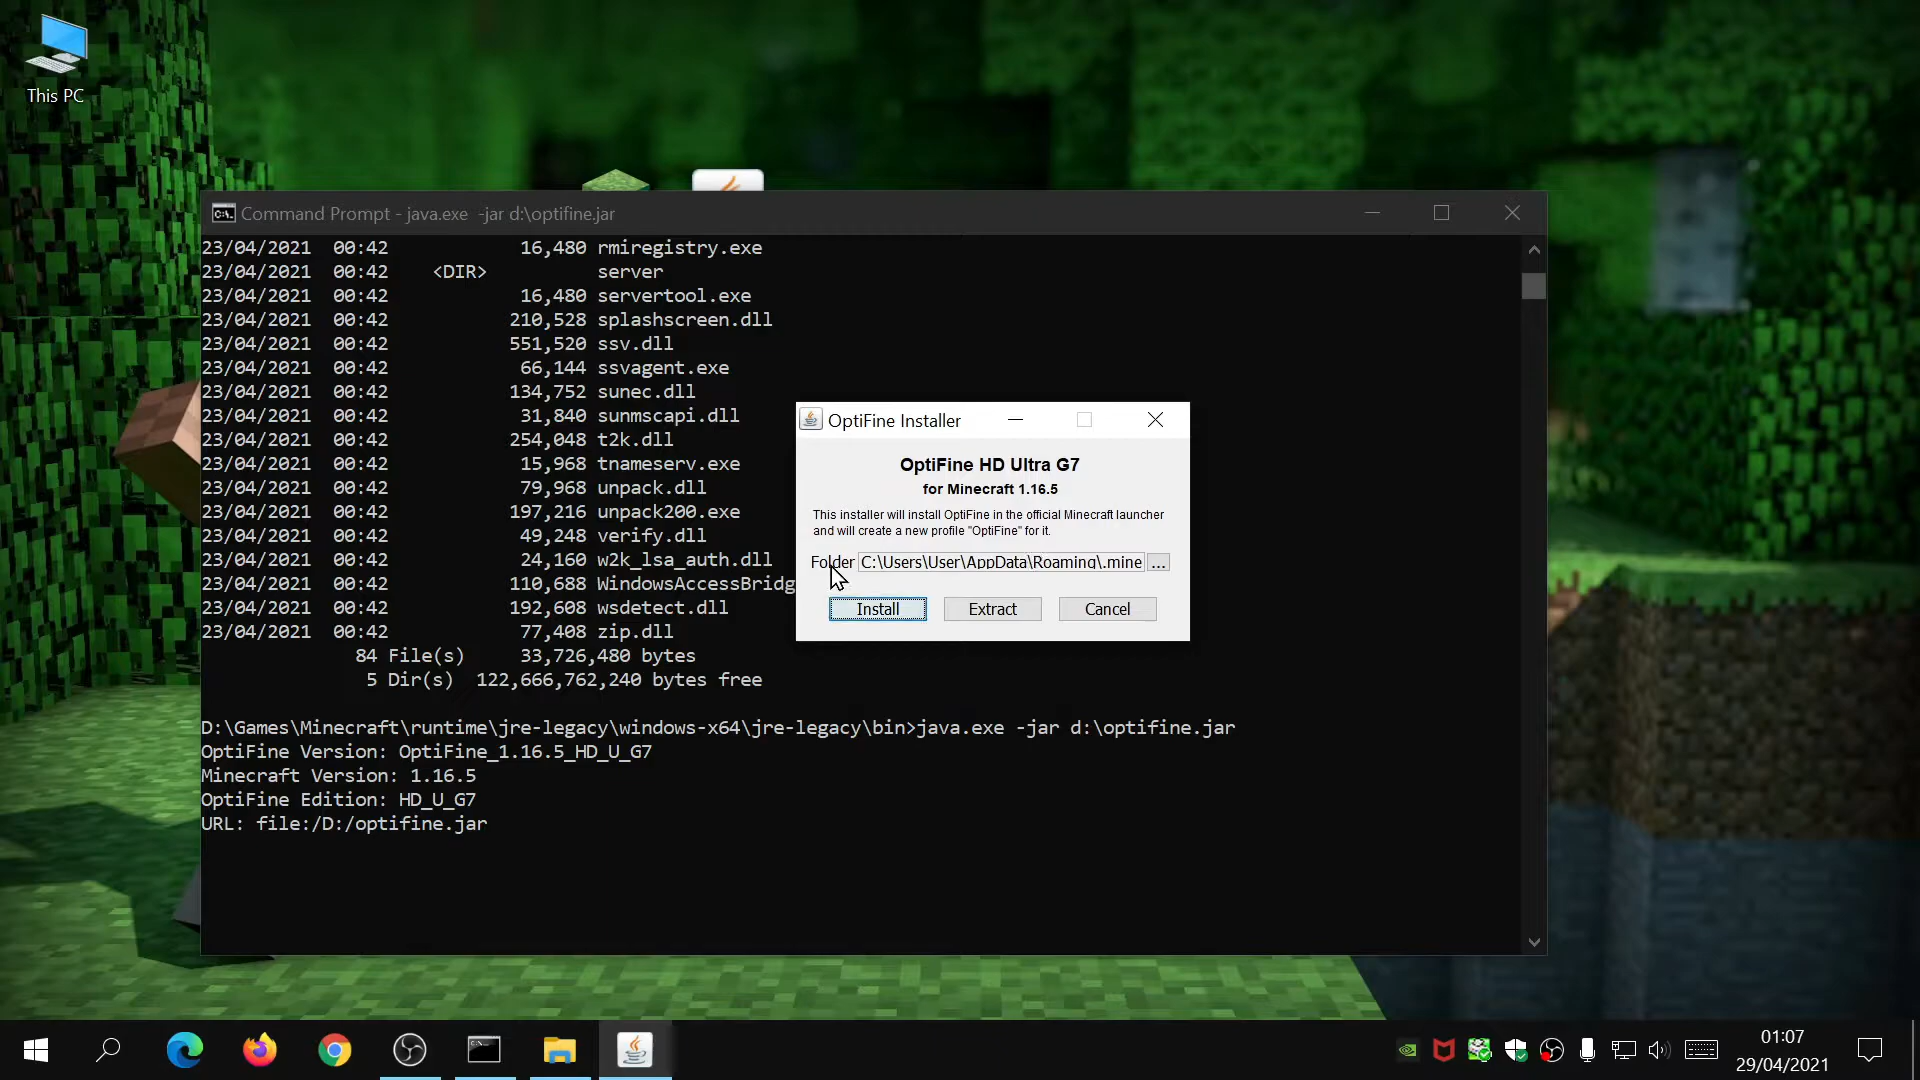 This PC
Command Prompt - java.exe  -jar d:\optifine.jar
23/04/2021  00:42            16,480 rmiregistry.exe
23/04/2021  00:42    <DIR>          server
23/04/2021  00:42            16,480 servertool.exe
23/04/2021  00:42           210,528 splashscreen.dll
23/04/2021  00:42           551,520 ssv.dll
23/04/2021  00:42            66,144 ssvagent.exe
23/04/2021  00:42           134,752 sunec.dll
23/04/2021  00:42            31,840 sunmscapi.dll
23/04/2021  00:42           254,048 t2k.dll
23/04/2021  00:42            15,968 tnameserv.exe
23/04/2021  00:42            79,968 unpack.dll
23/04/2021  00:42           197,216 unpack200.exe
23/04/2021  00:42            49,248 verify.dll
23/04/2021  00:42            24,160 w2k_lsa_auth.dll
23/04/2021  00:42           110,688 WindowsAccessBridg
23/04/2021  00:42           192,608 wsdetect.dll
23/04/2021  00:42            77,408 zip.dll
84 File(s)     33,726,480 bytes
5 Dir(s)  122,666,762,240 bytes free
D:\Games\Minecraft\runtime\jre-legacy\windows-x64\jre-legacy\bin>java.exe -jar d:\optifine.jar
OptiFine Version: OptiFine_1.16.5_HD_U_G7
Minecraft Version: 1.16.5
OptiFine Edition: HD_U_G7
URL: file:/D:/optifine.jar
OptiFine Installer
OptiFine HD Ultra G7
for Minecraft 1.16.5
This installer will install OptiFine in the official Minecraft launcher
and will create a new profile "OptiFine" for it.
Folder C:\Users\User\AppData\Roaming\.mine ...
Install Extract Cancel
01:07
29/04/2021